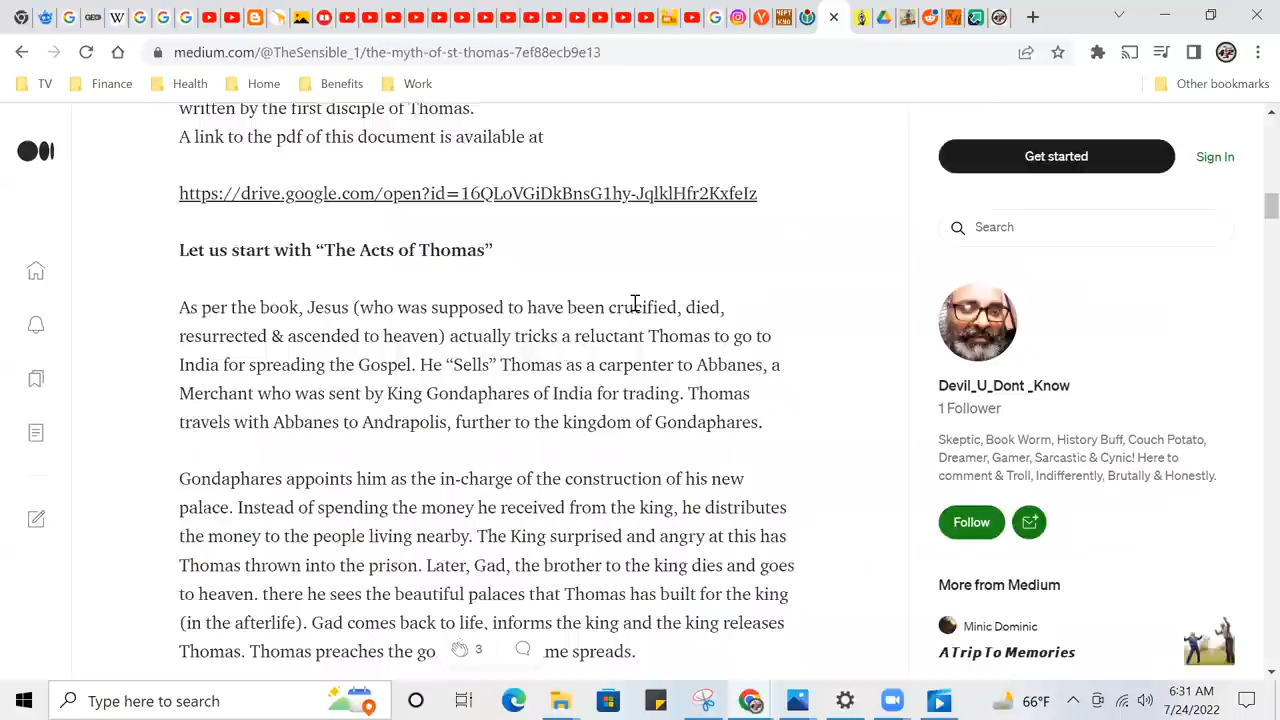 medium.com/@TheSensible_1/the-myth-of-st-thomas-7ef88ecb9e13
TV
Finance
Health
Home
Benefits
Work
Other bookmarks
written by the first disciple of Thomas.
A link to the pdf of this document is available at
https://drive.google.com/open?id=16QLoVGiDkBnsG1hy-JqlklHfr2KxfeIz
Let us start with “The Acts of Thomas”
As per the book, Jesus (who was supposed to have been crucified, died,
resurrected & ascended to heaven) actually tricks a reluctant Thomas to go to
India for spreading the Gospel. He “Sells” Thomas as a carpenter to Abbanes, a
Merchant who was sent by King Gondaphares of India for trading. Thomas
travels with Abbanes to Andrapolis, further to the kingdom of Gondaphares.
Gondaphares appoints him as the in-charge of the construction of his new
palace. Instead of spending the money he received from the king, he distributes
the money to the people living nearby. The King surprised and angry at this has
Thomas thrown into the prison. Later, Gad, the brother to the king dies and goes
to heaven. there he sees the beautiful palaces that Thomas has built for the king
(in the afterlife). Gad comes back to life, informs the king and the king releases
Thomas. Thomas preaches the go
me spreads.
3
Get started
Sign In
Search
Devil_U_Dont _Know
1 Follower
Skeptic, Book Worm, History Buff, Couch Potato,
Dreamer, Gamer, Sarcastic & Cynic! Here to
comment & Troll, Indifferently, Brutally & Honestly.
Follow
More from Medium
Minic Dominic
A Trip To Memories
Type here to search
66°F
6:31 AM
7/24/2022